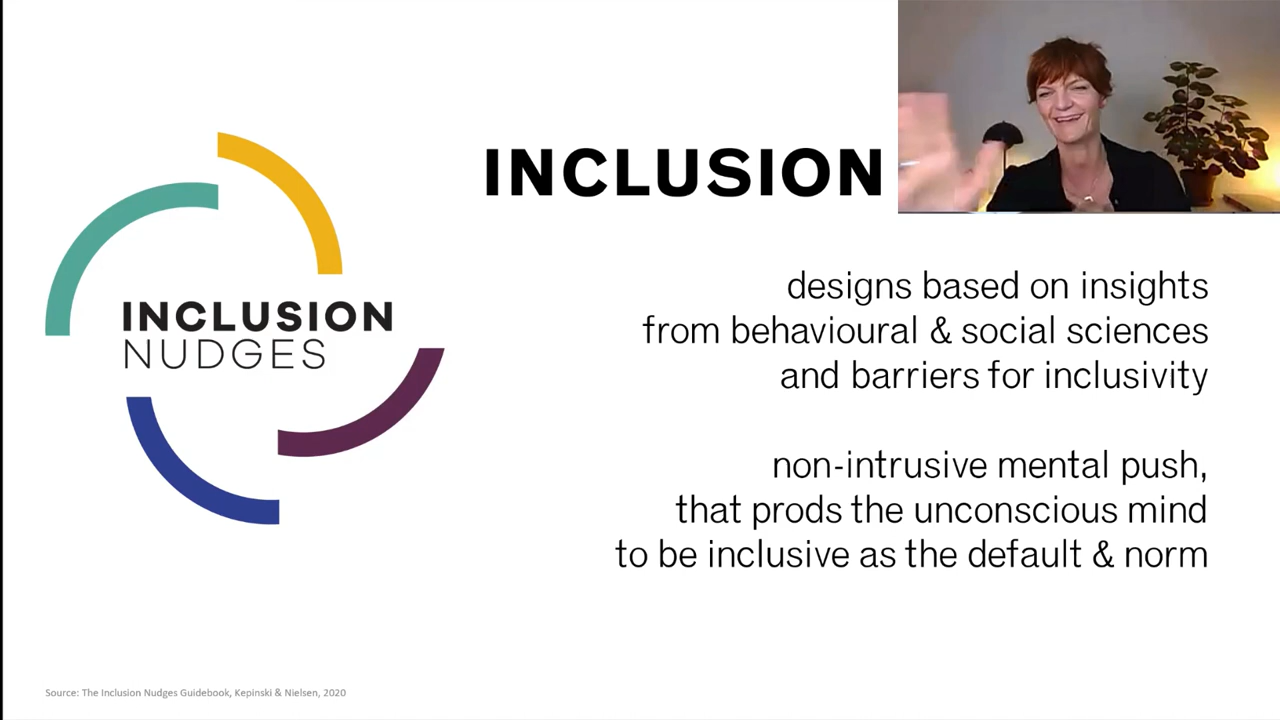 INCLUSION
INCLUSION
NUDGES
designs based on insights
from behavioural & social sciences
and barriers for inclusivity
non-intrusive mental push,
that prods the unconscious mind
to be inclusive as the default & norm
Source: The Inclusion Nudges Guidebook, Kepinski & Nielsen, 2020